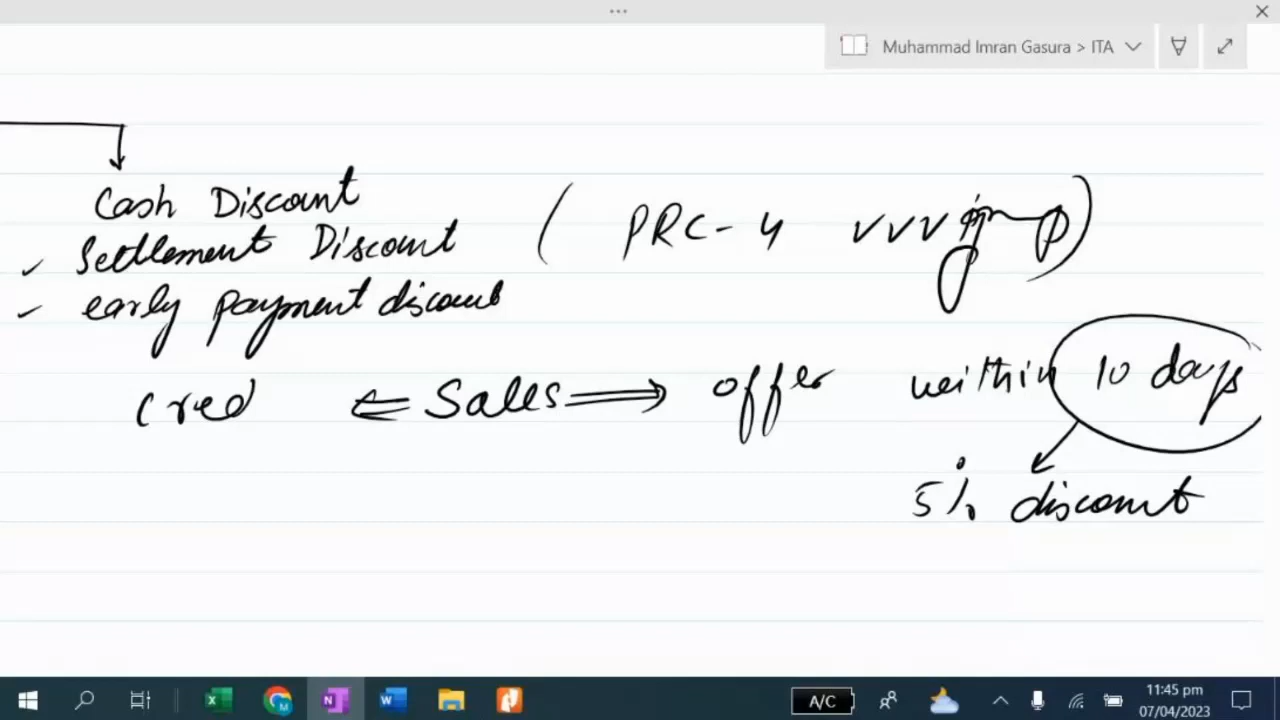 Muhammad Imran Gasura > ITA
Cash Discount
Settlement Discount ( PRC-4 vvv imp)
early payment discount
Cred Sales offer within 10 days
5% discount
A/C
11:45 pm
07/04/2023